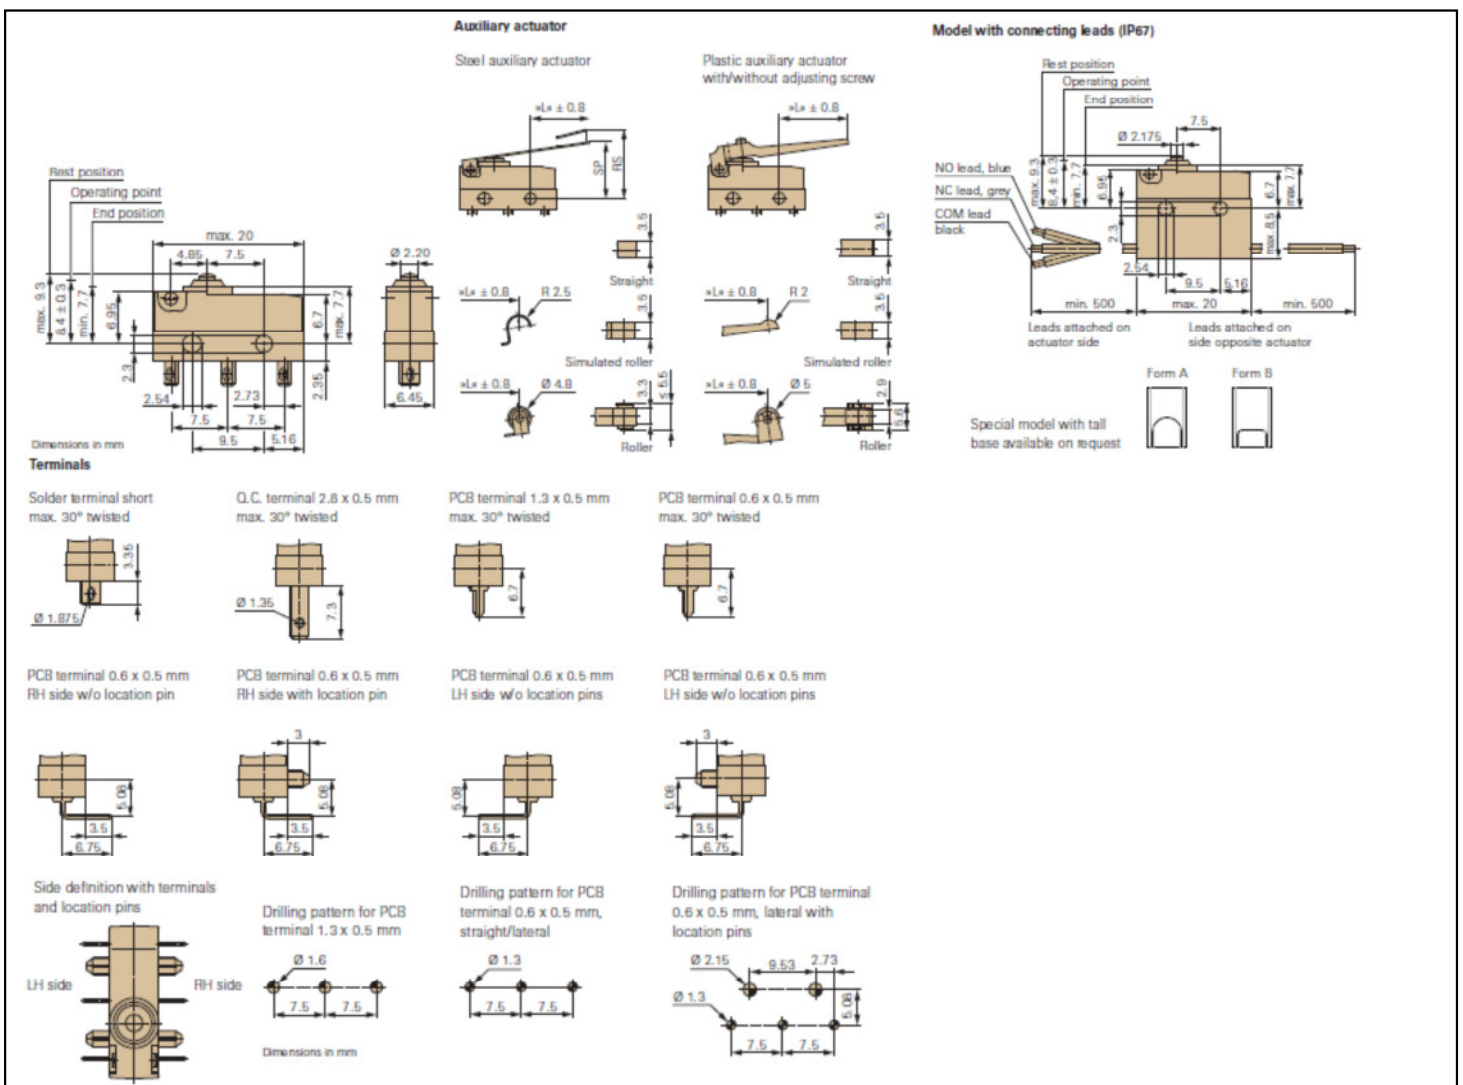 Auxiliary actuator
Steel auxiliary actuator
Plastic auxiliary actuator
with/without adjusting screw
»L« ± 0.8
SP
RS
»L« ± 0.8
3.5
Straight
3.5
Straight
»L« ± 0.8
R 2.5
3.5
Simulated roller
»L« ± 0.8
R 2
3.5
Simulated roller
»L« ± 0.8
Ø 4.8
3.3
5.5
Roller
»L« ± 0.8
Ø 5
2.9
5.6
Roller
Model with connecting leads (IP67)
Rest position
Operating point
End position
7.5
Ø 2.175
NO lead, blue
NC lead, grey
COM lead
black
max. 9.3
8.4 ± 0.3
min. 7.7
6.95
6.7
max. 7.7
max. 8.5
2.3
2.54
9.5
5.16
min. 500
max. 20
min. 500
Leads attached on
actuator side
Leads attached on
side opposite actuator
Form A
Form B
Special model with tall
base available on request
Rest position
Operating point
End position
max. 20
4.85
7.5
Ø 2.20
max. 9.3
8.4 ± 0.3
min. 7.7
6.95
6.7
max. 7.7
2.3
2.35
2.54
2.73
6.45
7.5
7.5
9.5
5.16
Dimensions in mm
Terminals
Solder terminal short
max. 30° twisted
3.35
Ø 1.875
Q.C. terminal 2.8 x 0.5 mm
max. 30° twisted
Ø 1.35
7.3
PCB terminal 1.3 x 0.5 mm
max. 30° twisted
6.7
PCB terminal 0.6 x 0.5 mm
max. 30° twisted
6.7
PCB terminal 0.6 x 0.5 mm
RH side w/o location pin
5.08
3.5
6.75
PCB terminal 0.6 x 0.5 mm
RH side with location pin
3
5.08
3.5
6.75
PCB terminal 0.6 x 0.5 mm
LH side w/o location pins
5.08
3.5
6.75
PCB terminal 0.6 x 0.5 mm
LH side w/o location pins
3
5.08
3.5
6.75
Side definition with terminals
and location pins
LH side
RH side
Drilling pattern for PCB
terminal 1.3 x 0.5 mm
Ø 1.6
7.5
7.5
Dimensions in mm
Drilling pattern for PCB
terminal 0.6 x 0.5 mm,
straight/lateral
Ø 1.3
7.5
7.5
Drilling pattern for PCB terminal
0.6 x 0.5 mm, lateral with
location pins
Ø 2.15
9.53
2.73
Ø 1.3
5.08
7.5
7.5